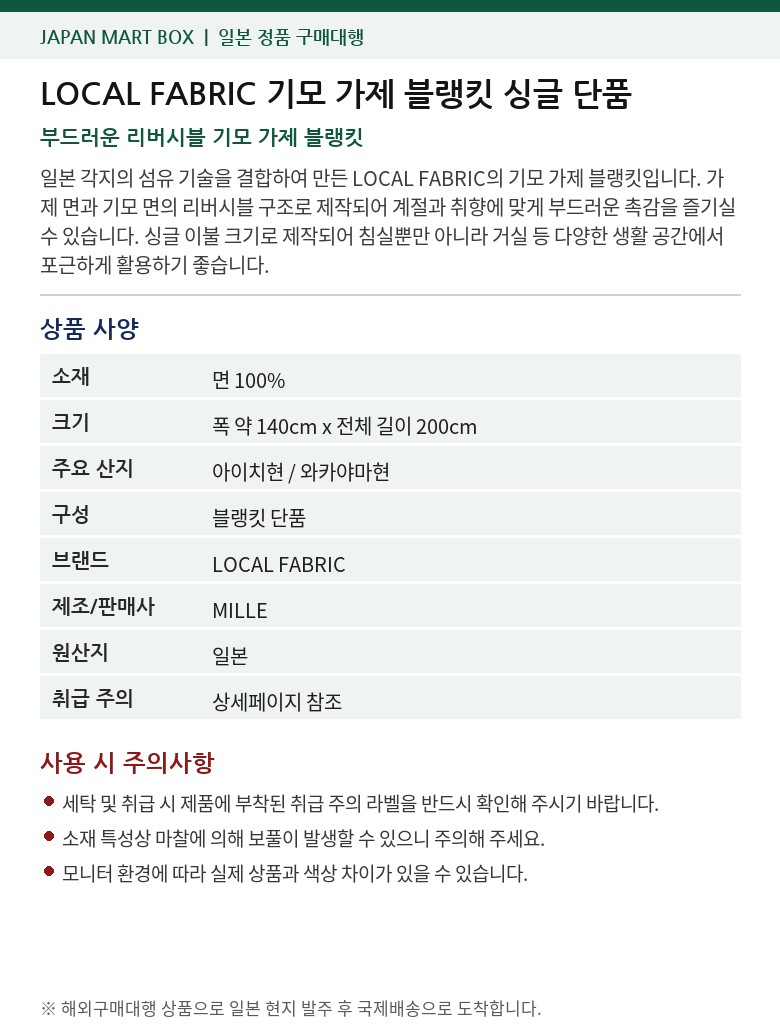 JAPAN MART BOX | 일본 정품 구매대행
LOCAL FABRIC 기모 가제 블랭킷 싱글 단품
부드러운 리버시블 기모 가제 블랭킷
일본 각지의 섬유 기술을 결합하여 만든 LOCAL FABRIC의 기모 가제 블랭킷입니다. 가
제 면과 기모 면의 리버시블 구조로 제작되어 계절과 취향에 맞게 부드러운 촉감을 즐기실
수 있습니다. 싱글 이불 크기로 제작되어 침실뿐만 아니라 거실 등 다양한 생활 공간에서
포근하게 활용하기 좋습니다.
상품 사양
소재 면 100%
크기 폭 약 140cm x 전체 길이 200cm
주요 산지 아이치현 / 와카야마현
구성 블랭킷 단품
브랜드 LOCAL FABRIC
제조/판매사 MILLE
원산지 일본
취급 주의 상세페이지 참조
사용 시 주의사항
● 세탁 및 취급 시 제품에 부착된 취급 주의 라벨을 반드시 확인해 주시기 바랍니다.
● 소재 특성상 마찰에 의해 보풀이 발생할 수 있으니 주의해 주세요.
● 모니터 환경에 따라 실제 상품과 색상 차이가 있을 수 있습니다.
※ 해외구매대행 상품으로 일본 현지 발주 후 국제배송으로 도착합니다.